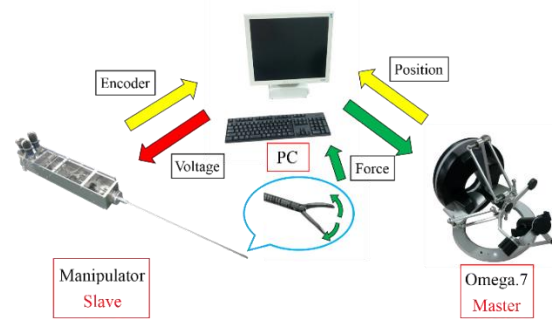 Encoder
Position
Voltage
PC
Force
Manipulator
Slave
Omega.7
Master